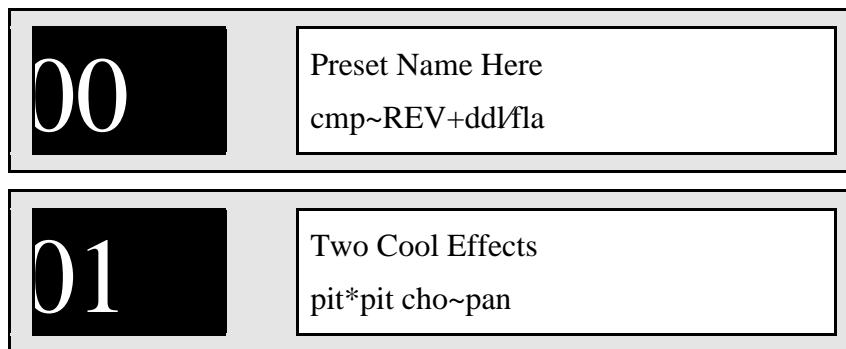 00
Preset Name Here
cmp~REV+ddl/fla
01
Two Cool Effects
pit*pit cho~pan